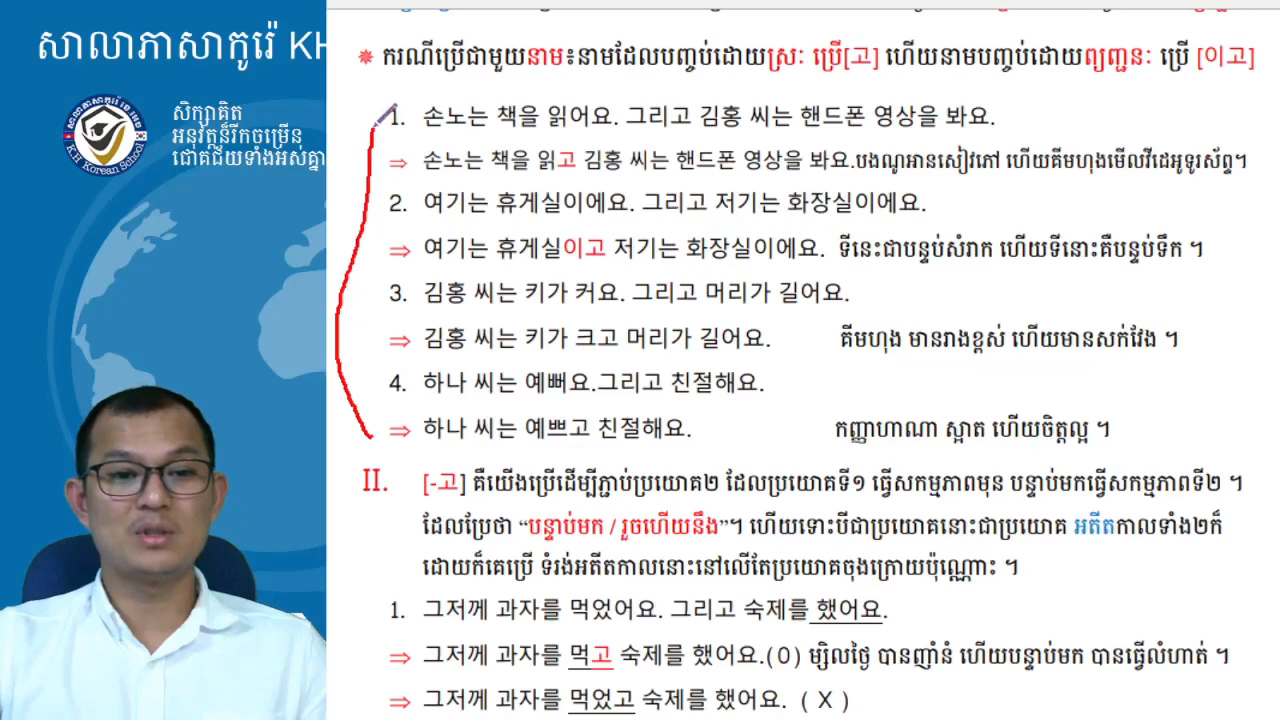 សាលាភាសាកូរ៉េ KH
សិក្សាគិត
អនុវត្តន៍រីកចម្រើន
ជោគជ័យទាំងអស់គ្នា
សាលាភាសាកូរ៉េ ខេ អេច
K.H Korean School
✵ ករណីប្រើជាមួយនាម៖នាមដែលបញ្ចប់ដោយស្រៈ ប្រើ[고] ហើយនាមបញ្ចប់ដោយព្យញ្ជនៈ ប្រើ [이고]
1. 손노는 책을 읽어요. 그리고 김홍 씨는 핸드폰 영상을 봐요.
⇒ 손노는 책을 읽고 김홍 씨는 핸드폰 영상을 봐요.បងណូអានសៀវភៅ ហើយគីមហុងមើលវីដេអូទូរស័ព្ទ។
2. 여기는 휴게실이에요. 그리고 저기는 화장실이에요.
⇒ 여기는 휴게실이고 저기는 화장실이에요. ទីនេះជាបន្ទប់សំរាក ហើយទីនោះគឺបន្ទប់ទឹក ។
3. 김홍 씨는 키가 커요. 그리고 머리가 길어요.
⇒ 김홍 씨는 키가 크고 머리가 길어요. គីមហុង មានរាងខ្ពស់ ហើយមានសក់វែង ។
4. 하나 씨는 예뻐요.그리고 친절해요.
⇒ 하나 씨는 예쁘고 친절해요. កញ្ញាហាណា ស្អាត ហើយចិត្តល្អ ។
II. [-고] គឺយើងប្រើដើម្បីភ្ជាប់ប្រយោគ២ ដែលប្រយោគទី១ ធ្វើសកម្មភាពមុន បន្ទាប់មកធ្វើសកម្មភាពទី២ ។
ដែលប្រែថា “បន្ទាប់មក / រួចហើយនឹង”។ ហើយទោះបីជាប្រយោគនោះជាប្រយោគ អតីតកាលទាំង២ក៏
ដោយក៏គេប្រើ ទំរង់អតីតកាលនោះនៅលើតែប្រយោគចុងក្រោយប៉ុណ្ណោះ ។
1. 그저께 과자를 먹었어요. 그리고 숙제를 했어요.
⇒ 그저께 과자를 먹고 숙제를 했어요.( O ) ម្សិលថ្ងៃ បានញ៉ាំនំ ហើយបន្ទាប់មក បានធ្វើលំហាត់ ។
⇒ 그저께 과자를 먹었고 숙제를 했어요. ( X )